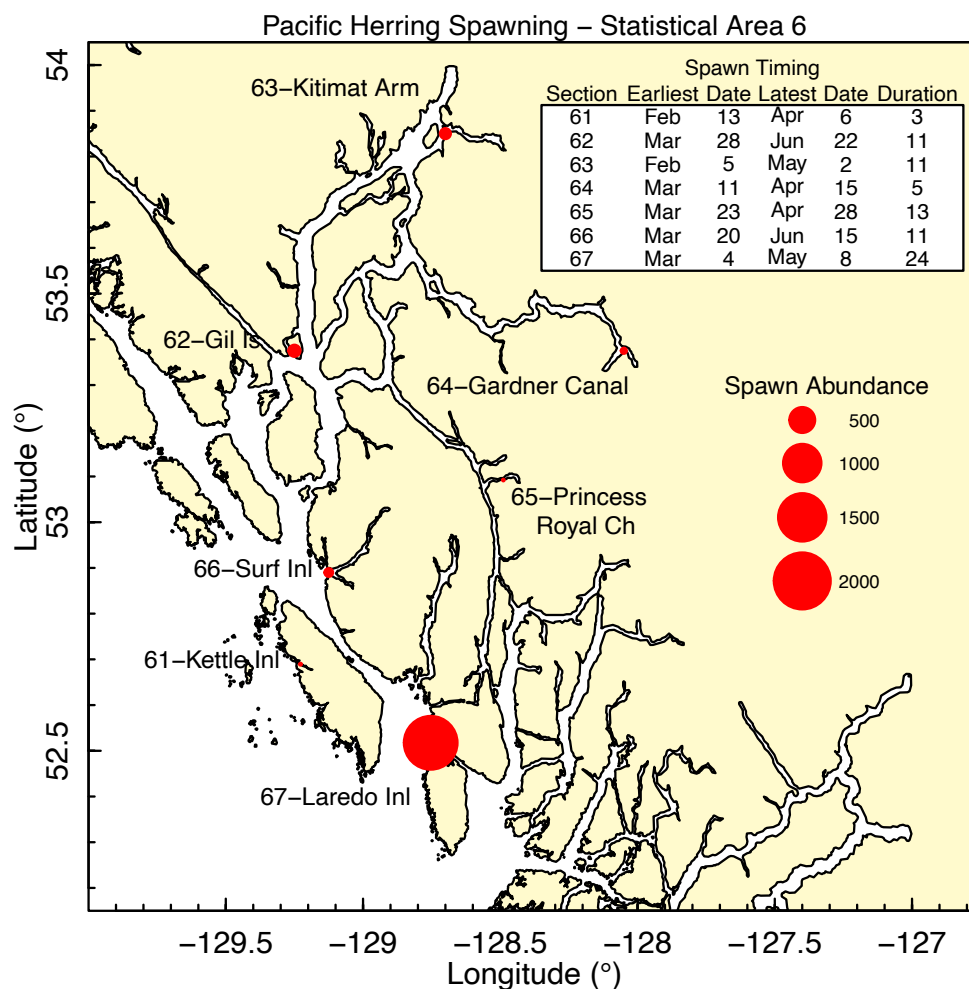 Pacific Herring Spawning − Statistical Area 6
Spawn Timing
Section Earliest Date Latest Date Duration
61 Feb 13 Apr 6 3
62 Mar 28 Jun 22 11
63 Feb 5 May 2 11
64 Mar 11 Apr 15 5
65 Mar 23 Apr 28 13
66 Mar 20 Jun 15 11
67 Mar 4 May 8 24
63−Kitimat Arm
62−Gil Is
64−Gardner Canal
Spawn Abundance
500
1000
1500
2000
65−Princess
Royal Ch
66−Surf Inl
61−Kettle Inl
67−Laredo Inl
54
53.5
53
52.5
Latitude (°)
−129.5 −129 −128.5 −128 −127.5 −127
Longitude (°)